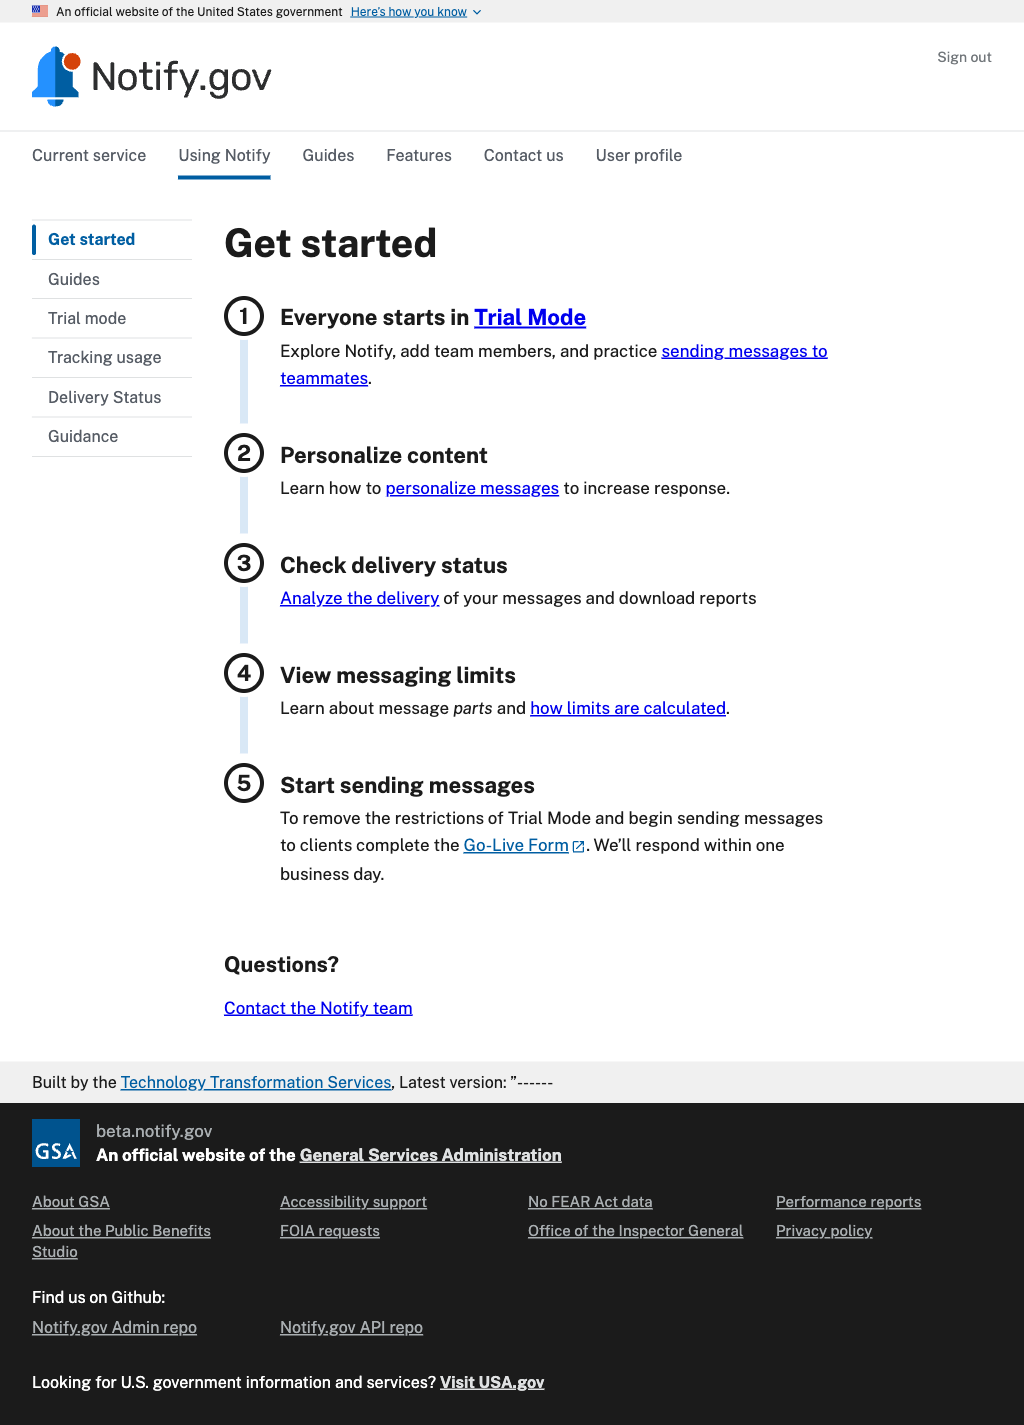 An official website of the United States government Here's how you know
Notify.gov
Sign out
Current service Using Notify Guides Features Contact us User profile
Get started
Guides
Trial mode
Tracking usage
Delivery Status
Guidance
Get started
1 Everyone starts in Trial Mode
Explore Notify, add team members, and practice sending messages to
teammates.
2 Personalize content
Learn how to personalize messages to increase response.
3 Check delivery status
Analyze the delivery of your messages and download reports
4 View messaging limits
Learn about message parts and how limits are calculated.
5 Start sending messages
To remove the restrictions of Trial Mode and begin sending messages
to clients complete the Go-Live Form. We’ll respond within one
business day.
Questions?
Contact the Notify team
Built by the Technology Transformation Services, Latest version: ”------
GSA
beta.notify.gov
An official website of the General Services Administration
About GSA Accessibility support No FEAR Act data Performance reports
About the Public Benefits
Studio
FOIA requests Office of the Inspector General Privacy policy
Find us on Github:
Notify.gov Admin repo Notify.gov API repo
Looking for U.S. government information and services? Visit USA.gov